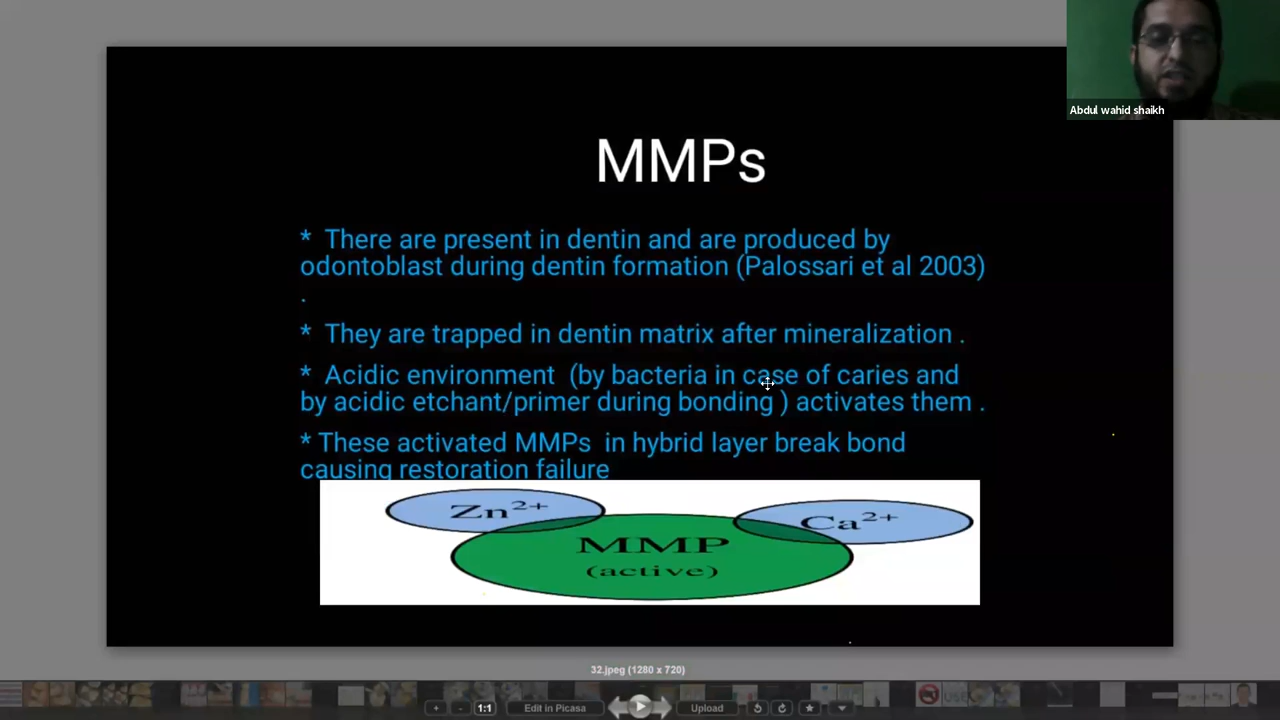 Abdul wahid shaikh
MMPs
* There are present in dentin and are produced by
odontoblast during dentin formation (Palossari et al 2003)
.
* They are trapped in dentin matrix after mineralization .
* Acidic environment (by bacteria in case of caries and
by acidic etchant/primer during bonding ) activates them .
* These activated MMPs in hybrid layer break bond
causing restoration failure
Zn2+
Ca2+
MMP
(active)
32.jpeg (1280 x 720)
+ - 1:1 Edit in Picasa Upload